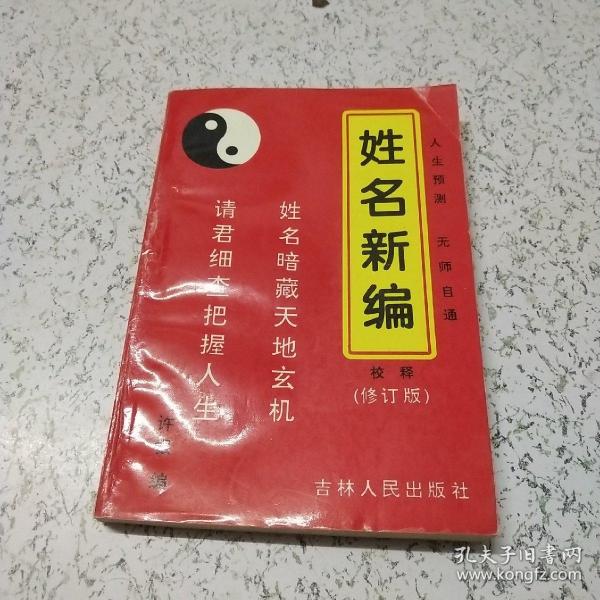 人生预测 无师自通
姓名新编
校释
(修订版)
姓名暗藏天地玄机
请君细查把握人生
许
编
吉林人民出版社
孔夫子旧书网
www.kongfz.com